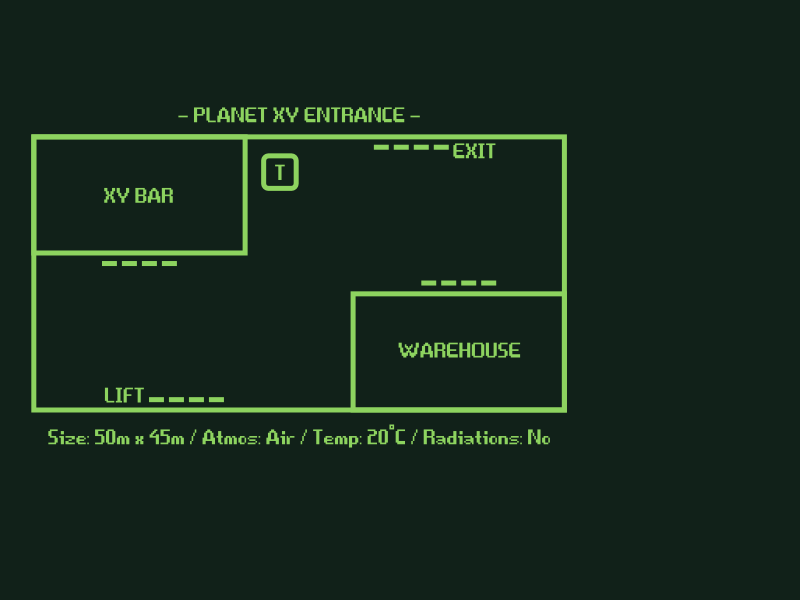 - PLANET XY ENTRANCE -
EXIT
T
XY BAR
WAREHOUSE
LIFT
Size: 50m x 45m / Atmos: Air / Temp: 20°C / Radiations: No